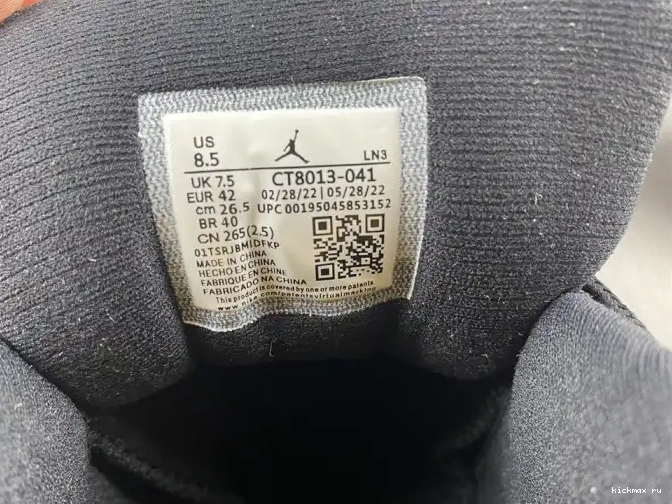 US
8.5
LN3
UK 7.5
CT8013-041
EUR 42
02/28/22 | 05/28/22
cm 26.5
UPC 00195045853152
BR 40
CN 265(2.5)
01TSRJBMIDFKP
MADE IN CHINA
HECHO EN CHINA
FABRIQUE EN CHINE
FABRICADO NA CHINA
This product is covered by one or more patents
.com/patentsvirtualmarking
kickmax ru